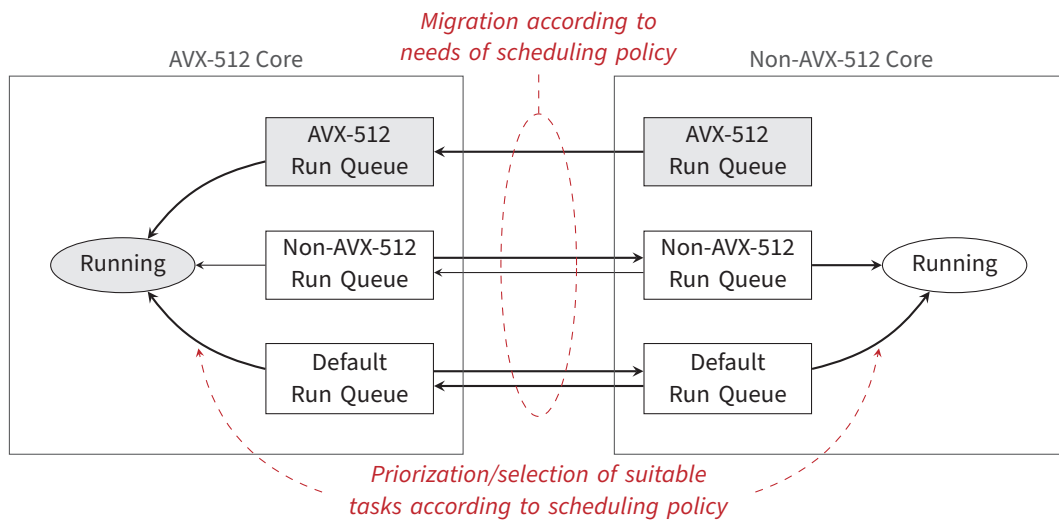 Migration according to
needs of scheduling policy
AVX-512 Core
Non-AVX-512 Core
AVX-512
Run Queue
AVX-512
Run Queue
Running
Non-AVX-512
Run Queue
Non-AVX-512
Run Queue
Running
Default
Run Queue
Default
Run Queue
Priorization/selection of suitable
tasks according to scheduling policy